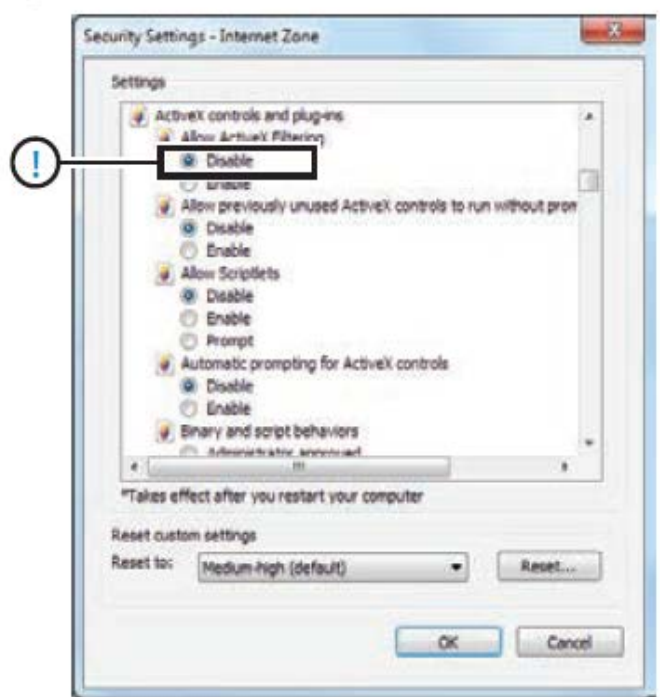 Security Settings - Internet Zone
Settings
ActiveX controls and plug-ins
Allow ActiveX Filtering
Disable
Enable
Allow previously unused ActiveX controls to run without prom
Disable
Enable
Allow Scriptlets
Disable
Enable
Prompt
Automatic prompting for ActiveX controls
Disable
Enable
Binary and script behaviors
Administrator approved
*Takes effect after you restart your computer
Reset custom settings
Reset to: Medium-high (default) Reset...
OK Cancel
!